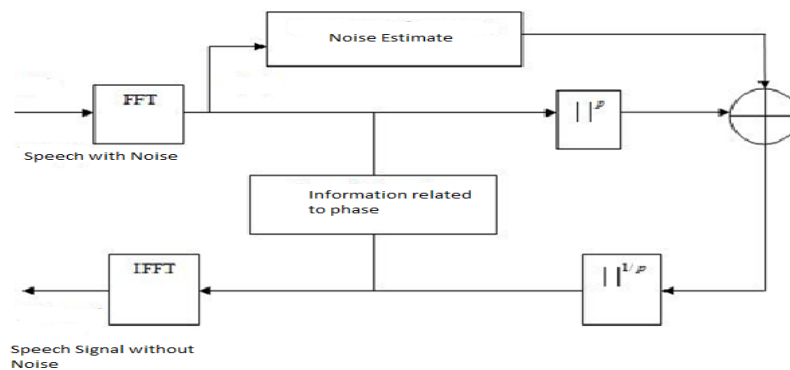 Noise Estimate
FFT
| |^p
Speech with Noise
Information related
to phase
IFFT
| |^1/p
Speech Signal without
Noise